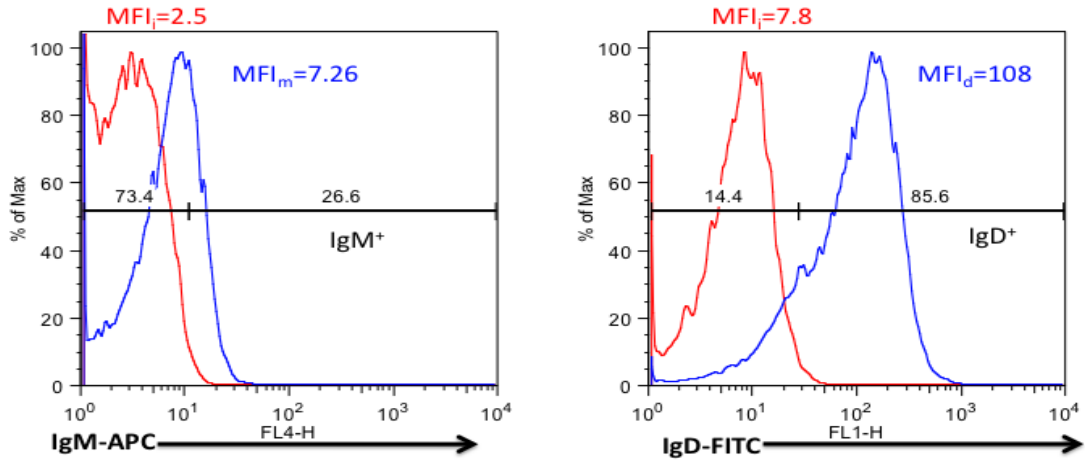 MFIi=2.5
100
80
60
40
20
0
% of Max
MFIm=7.26
73.4
26.6
IgM+
10^0
10^1
10^2
10^3
10^4
FL4-H
IgM-APC
MFIi=7.8
100
80
60
40
20
0
% of Max
MFId=108
14.4
85.6
IgD+
10^0
10^1
10^2
10^3
10^4
FL1-H
IgD-FITC